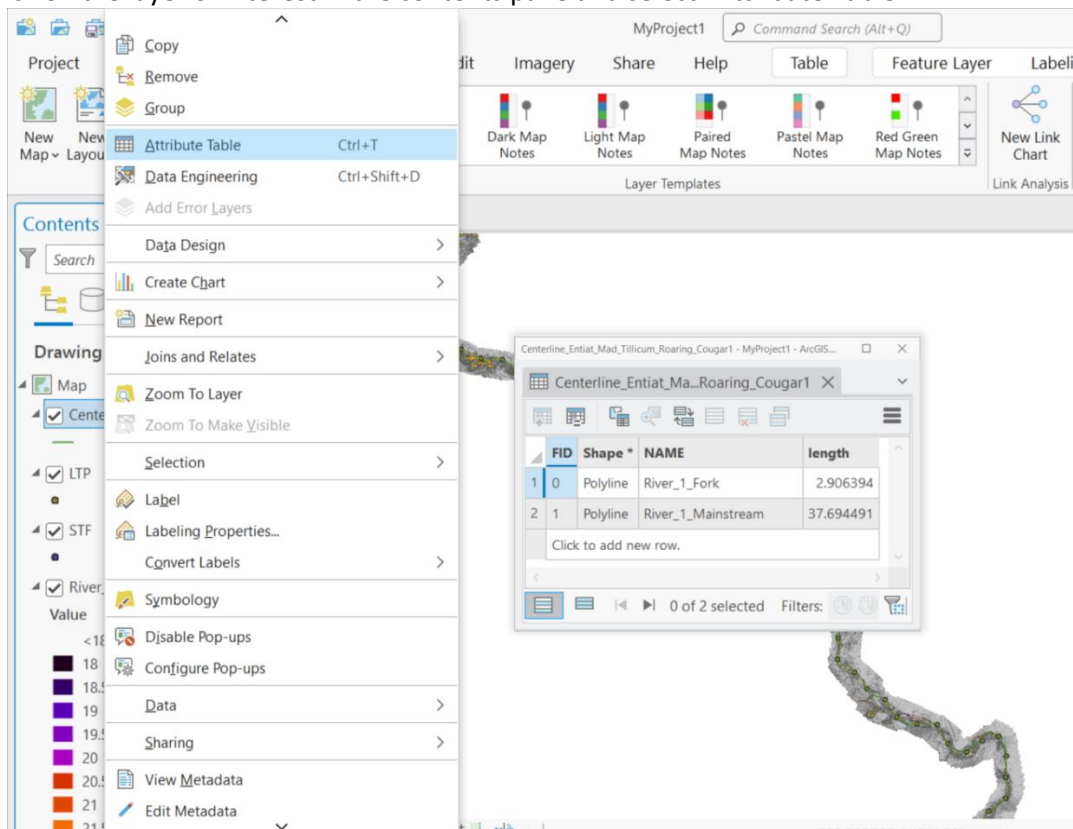 MyProject1
Command Search (Alt+Q)
Project
Imagery
Share
Help
Table
Feature Layer
Copy
Remove
Group
Attribute Table Ctrl+T
Data Engineering Ctrl+Shift+D
Add Error Layers
Data Design
Create Chart
New Report
Joins and Relates
Zoom To Layer
Zoom To Make Visible
Selection
Label
Labeling Properties...
Convert Labels
Symbology
Disable Pop-ups
Configure Pop-ups
Data
Sharing
View Metadata
Edit Metadata
New New
Map Layou
Dark Map
Notes
Light Map
Notes
Paired
Map Notes
Pastel Map
Notes
Red Green
Map Notes
New Link
Chart
Layer Templates
Link Analysis
Contents
Search
Drawing
Map
Cente
LTP
STF
River_
Value
<18
18
18.5
19
19.5
20
20.5
21
21.5
Centerline_Entiat_Mad_Tillicum_Roaring_Cougar1 - MyProject1 - ArcGIS...
Centerline_Entiat_Ma...Roaring_Cougar1
FID Shape * NAME length
1 0 Polyline River_1_Fork 2.906394
2 1 Polyline River_1_Mainstream 37.694491
Click to add new row.
0 of 2 selected Filters: